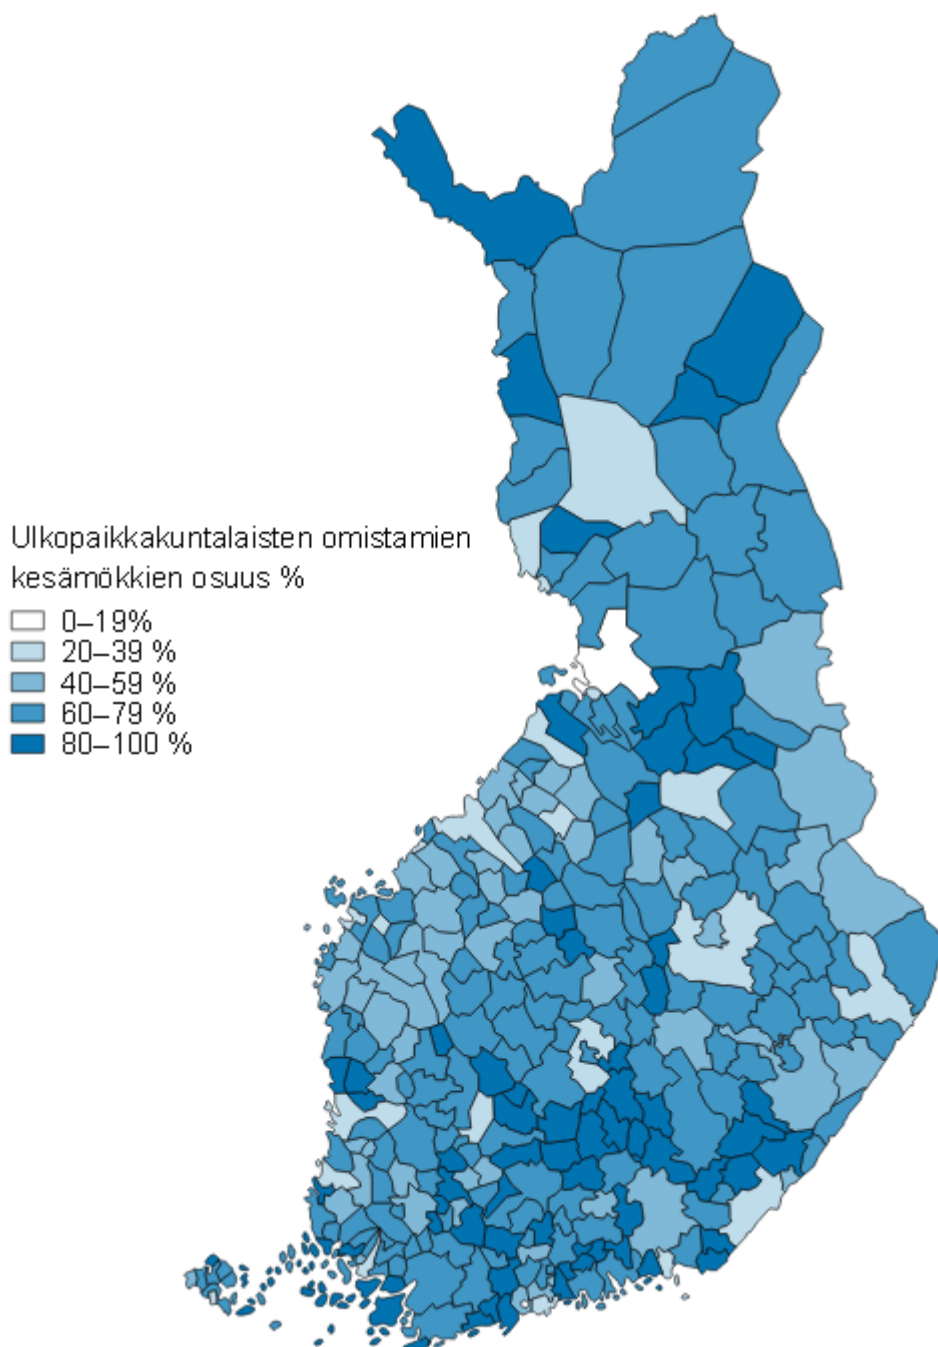 Ulkopaikkakuntalaisten omistamien
kesämökkien osuus %
0–19%
20–39 %
40–59 %
60–79 %
80–100 %